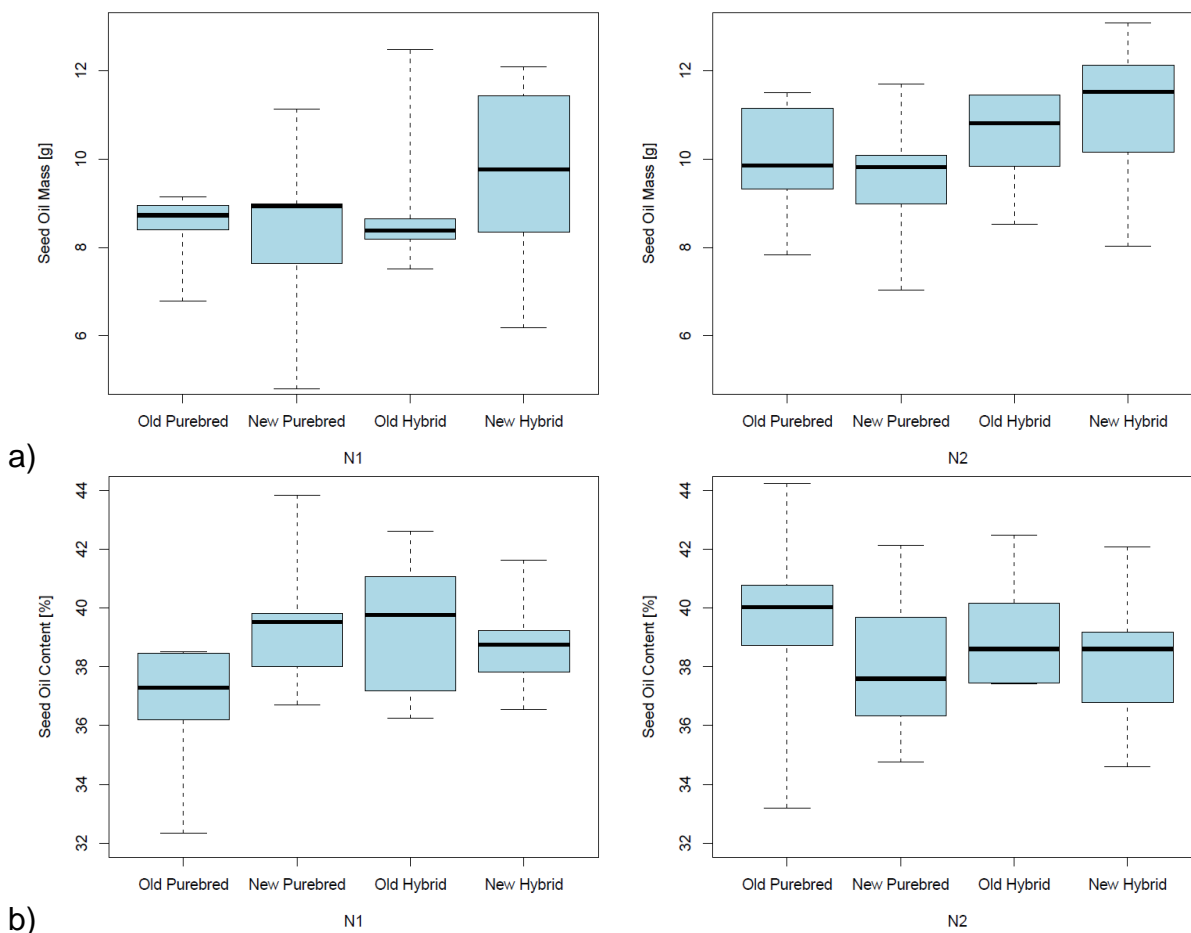 Seed Oil Mass [g]
12
10
8
6
Old Purebred New Purebred Old Hybrid New Hybrid
N1
Seed Oil Mass [g]
12
10
8
6
Old Purebred New Purebred Old Hybrid New Hybrid
N2
a)
Seed Oil Content [%]
44
42
40
38
36
34
32
Old Purebred New Purebred Old Hybrid New Hybrid
N1
Seed Oil Content [%]
44
42
40
38
36
34
32
Old Purebred New Purebred Old Hybrid New Hybrid
N2
b)